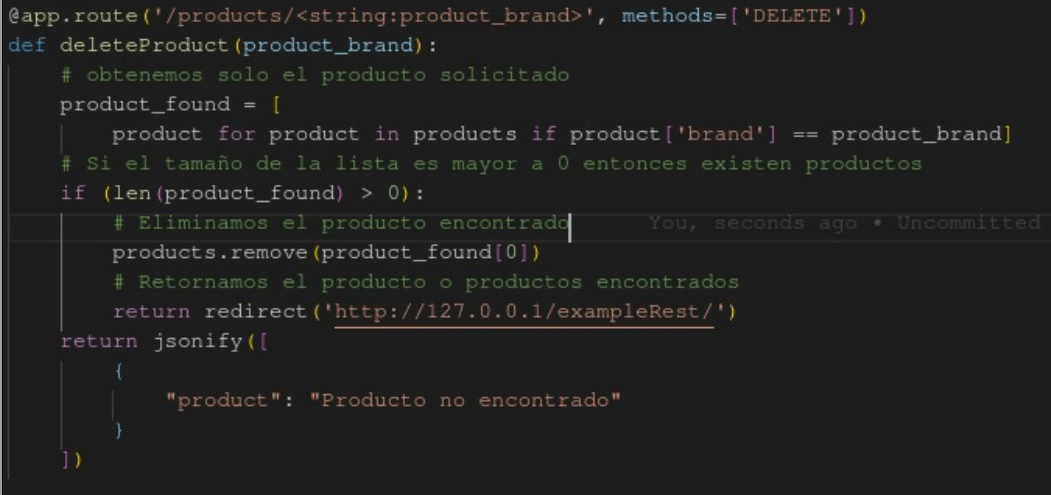 @app.route('/products/<string:product_brand>', methods=['DELETE'])
def deleteProduct(product_brand):
    # obtenemos solo el producto solicitado
    product_found = [
        product for product in products if product['brand'] == product_brand]
    # Si el tamaño de la lista es mayor a 0 entonces existen productos
    if (len(product_found) > 0):
        # Eliminamos el producto encontrado      You, seconds ago • Uncommitted
        products.remove(product_found[0])
        # Retornamos el producto o productos encontrados
        return redirect('http://127.0.0.1/exampleRest/')
    return jsonify([
        {
            "product": "Producto no encontrado"
        }
    ])